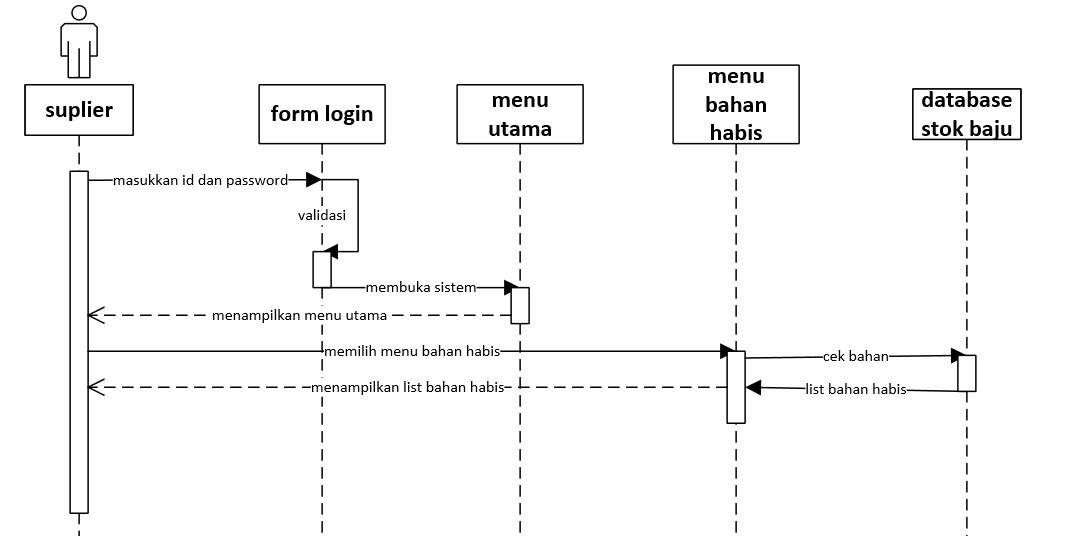 suplier
form login
menu
utama
menu
bahan
habis
database
stok baju
masukkan id dan password
validasi
membuka sistem
menampilkan menu utama
memilih menu bahan habis
cek bahan
menampilkan list bahan habis
list bahan habis